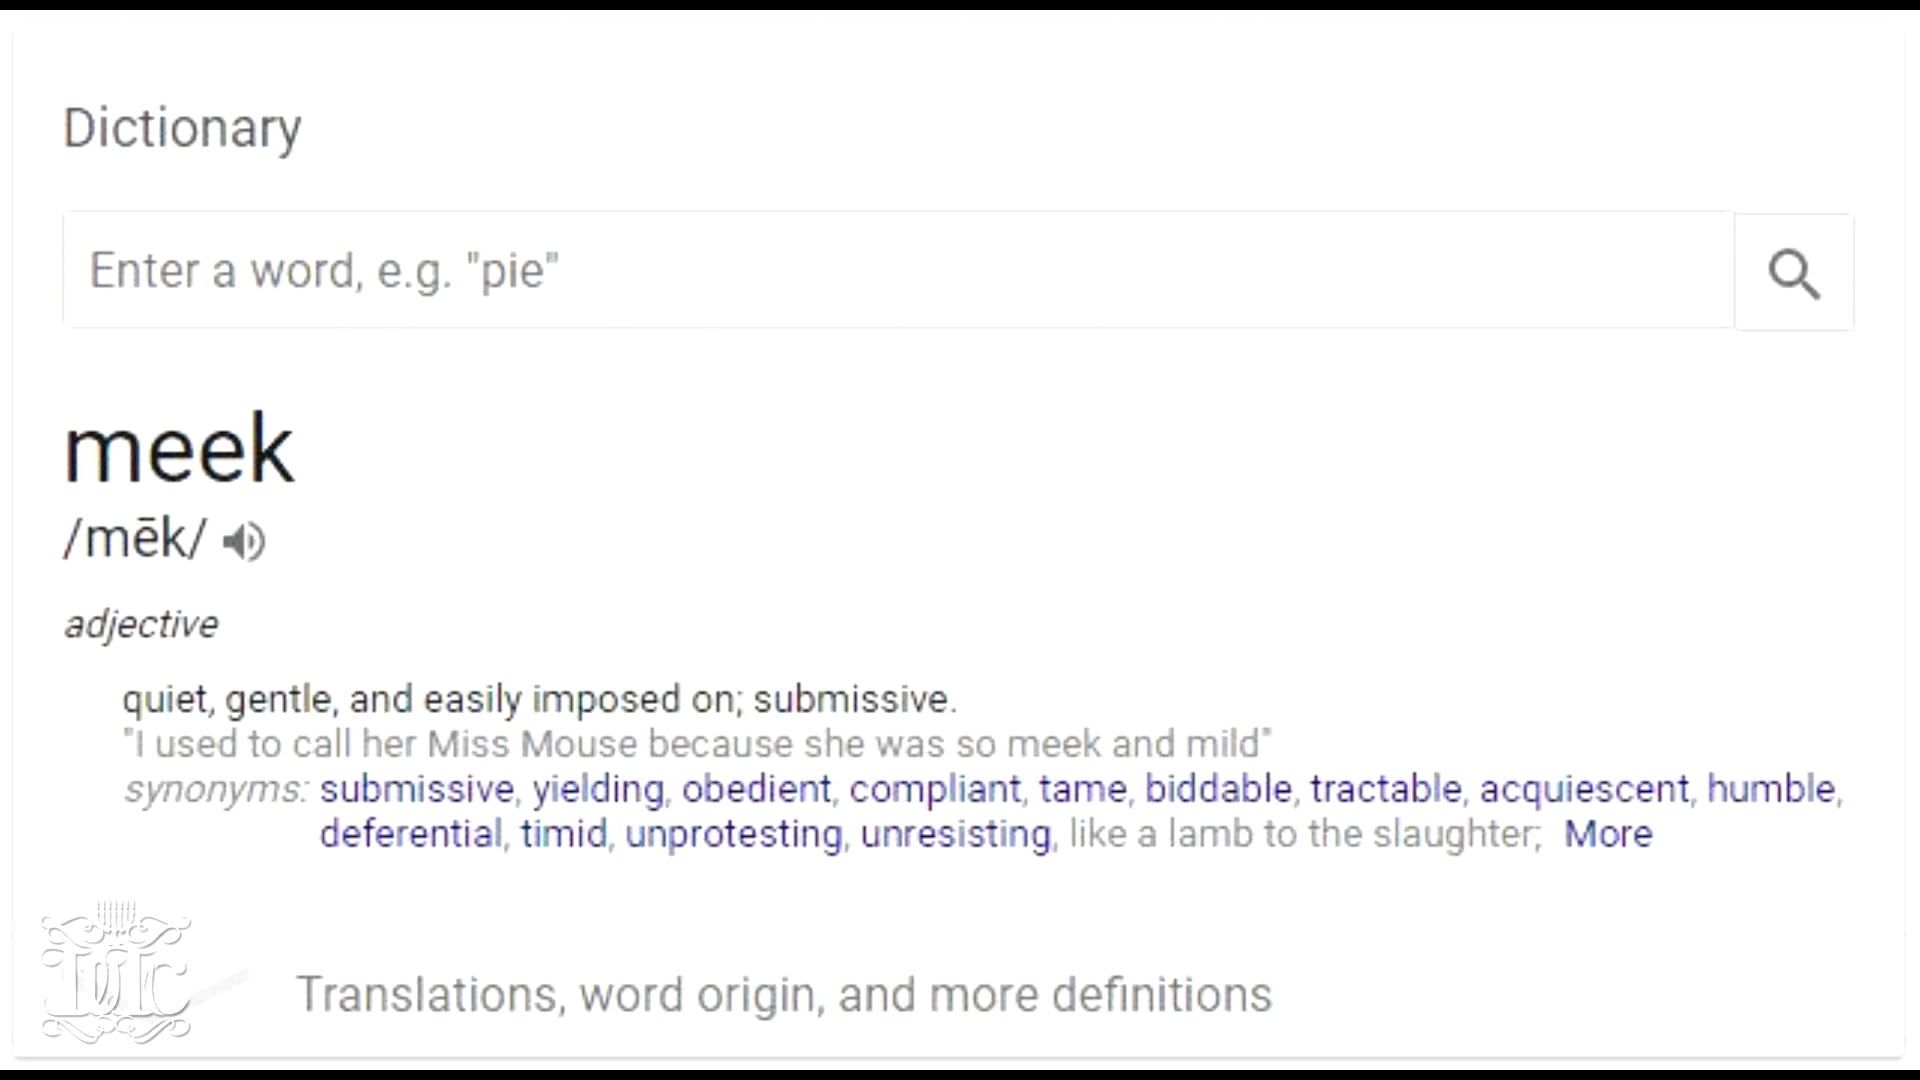 Dictionary
Enter a word, e.g. "pie"
meek
/mēk/
adjective
quiet, gentle, and easily imposed on; submissive.
"I used to call her Miss Mouse because she was so meek and mild"
synonyms: submissive, yielding, obedient, compliant, tame, biddable, tractable, acquiescent, humble,
deferential, timid, unprotesting, unresisting, like a lamb to the slaughter; More
Translations, word origin, and more definitions